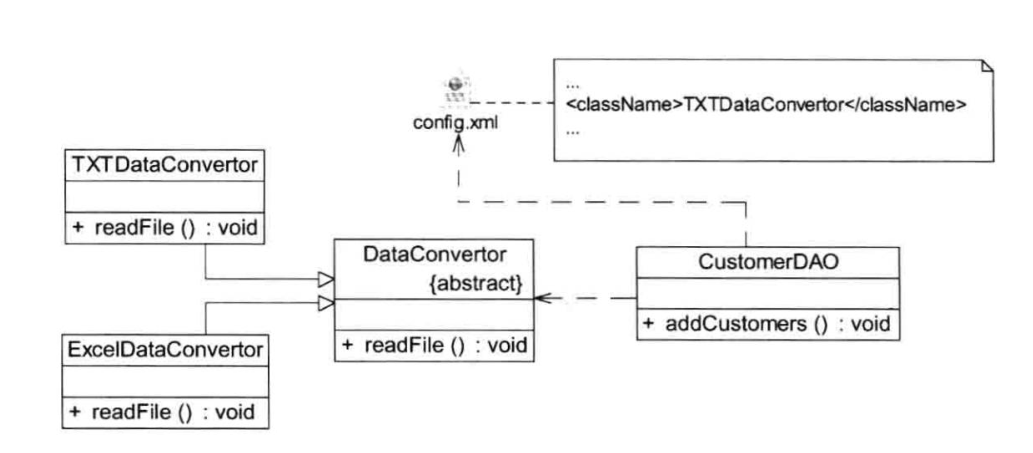 ...
<className>TXTDataConvertor</className>
...
config.xml
TXTDataConvertor
+ readFile () : void
DataConvertor
{abstract}
+ readFile () : void
CustomerDAO
+ addCustomers () : void
ExcelDataConvertor
+ readFile () : void